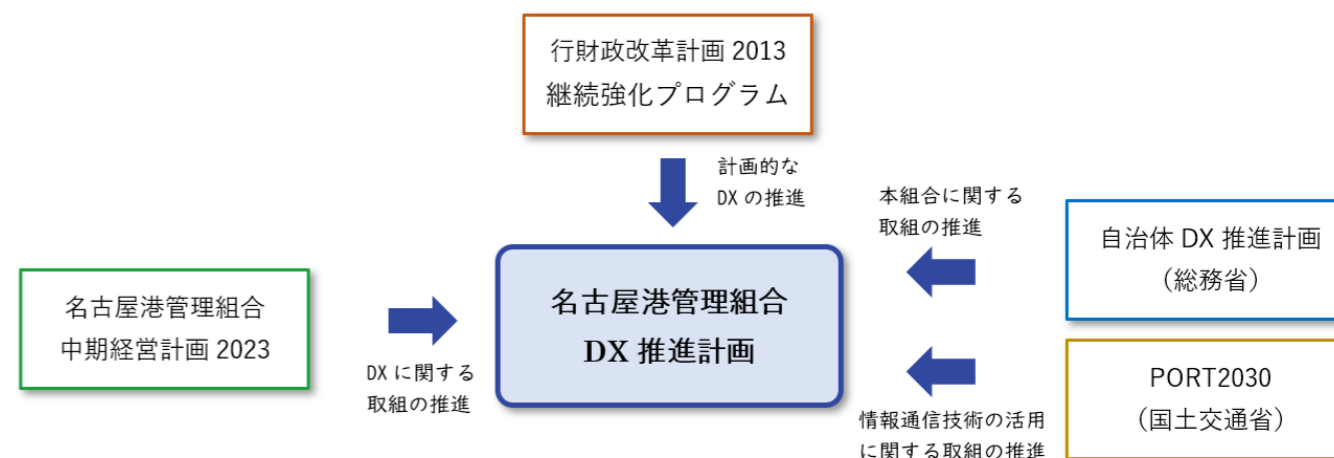 行財政改革計画 2013
継続強化プログラム
計画的な
DX の推進
本組合に関する
取組の推進
自治体 DX 推進計画
（総務省）
名古屋港管理組合
中期経営計画 2023
DX に関する
取組の推進
名古屋港管理組合
DX 推進計画
PORT2030
（国土交通省）
情報通信技術の活用
に関する取組の推進